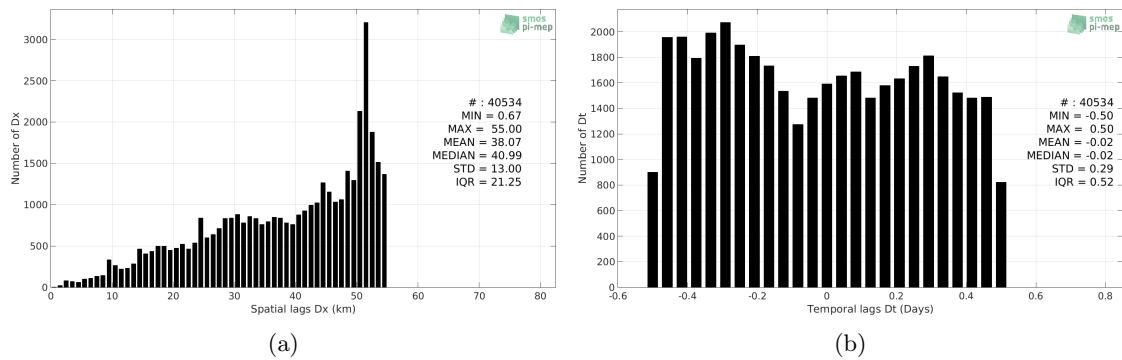 smos
pi-mep
3000
2500
2000
1500
1000
500
0
Number of Dx
# : 40534
MIN = 0.67
MAX = 55.00
MEAN = 38.07
MEDIAN = 40.99
STD = 13.00
IQR = 21.25
0 10 20 30 40 50 60 70 80
Spatial lags Dx (km)
(a)
smos
pi-mep
2000
1800
1600
1400
1200
1000
800
600
400
200
0
Number of Dt
# : 40534
MIN = -0.50
MAX = 0.50
MEAN = -0.02
MEDIAN = -0.02
STD = 0.29
IQR = 0.52
-0.6 -0.4 -0.2 0 0.2 0.4 0.6 0.8
Temporal lags Dt (Days)
(b)